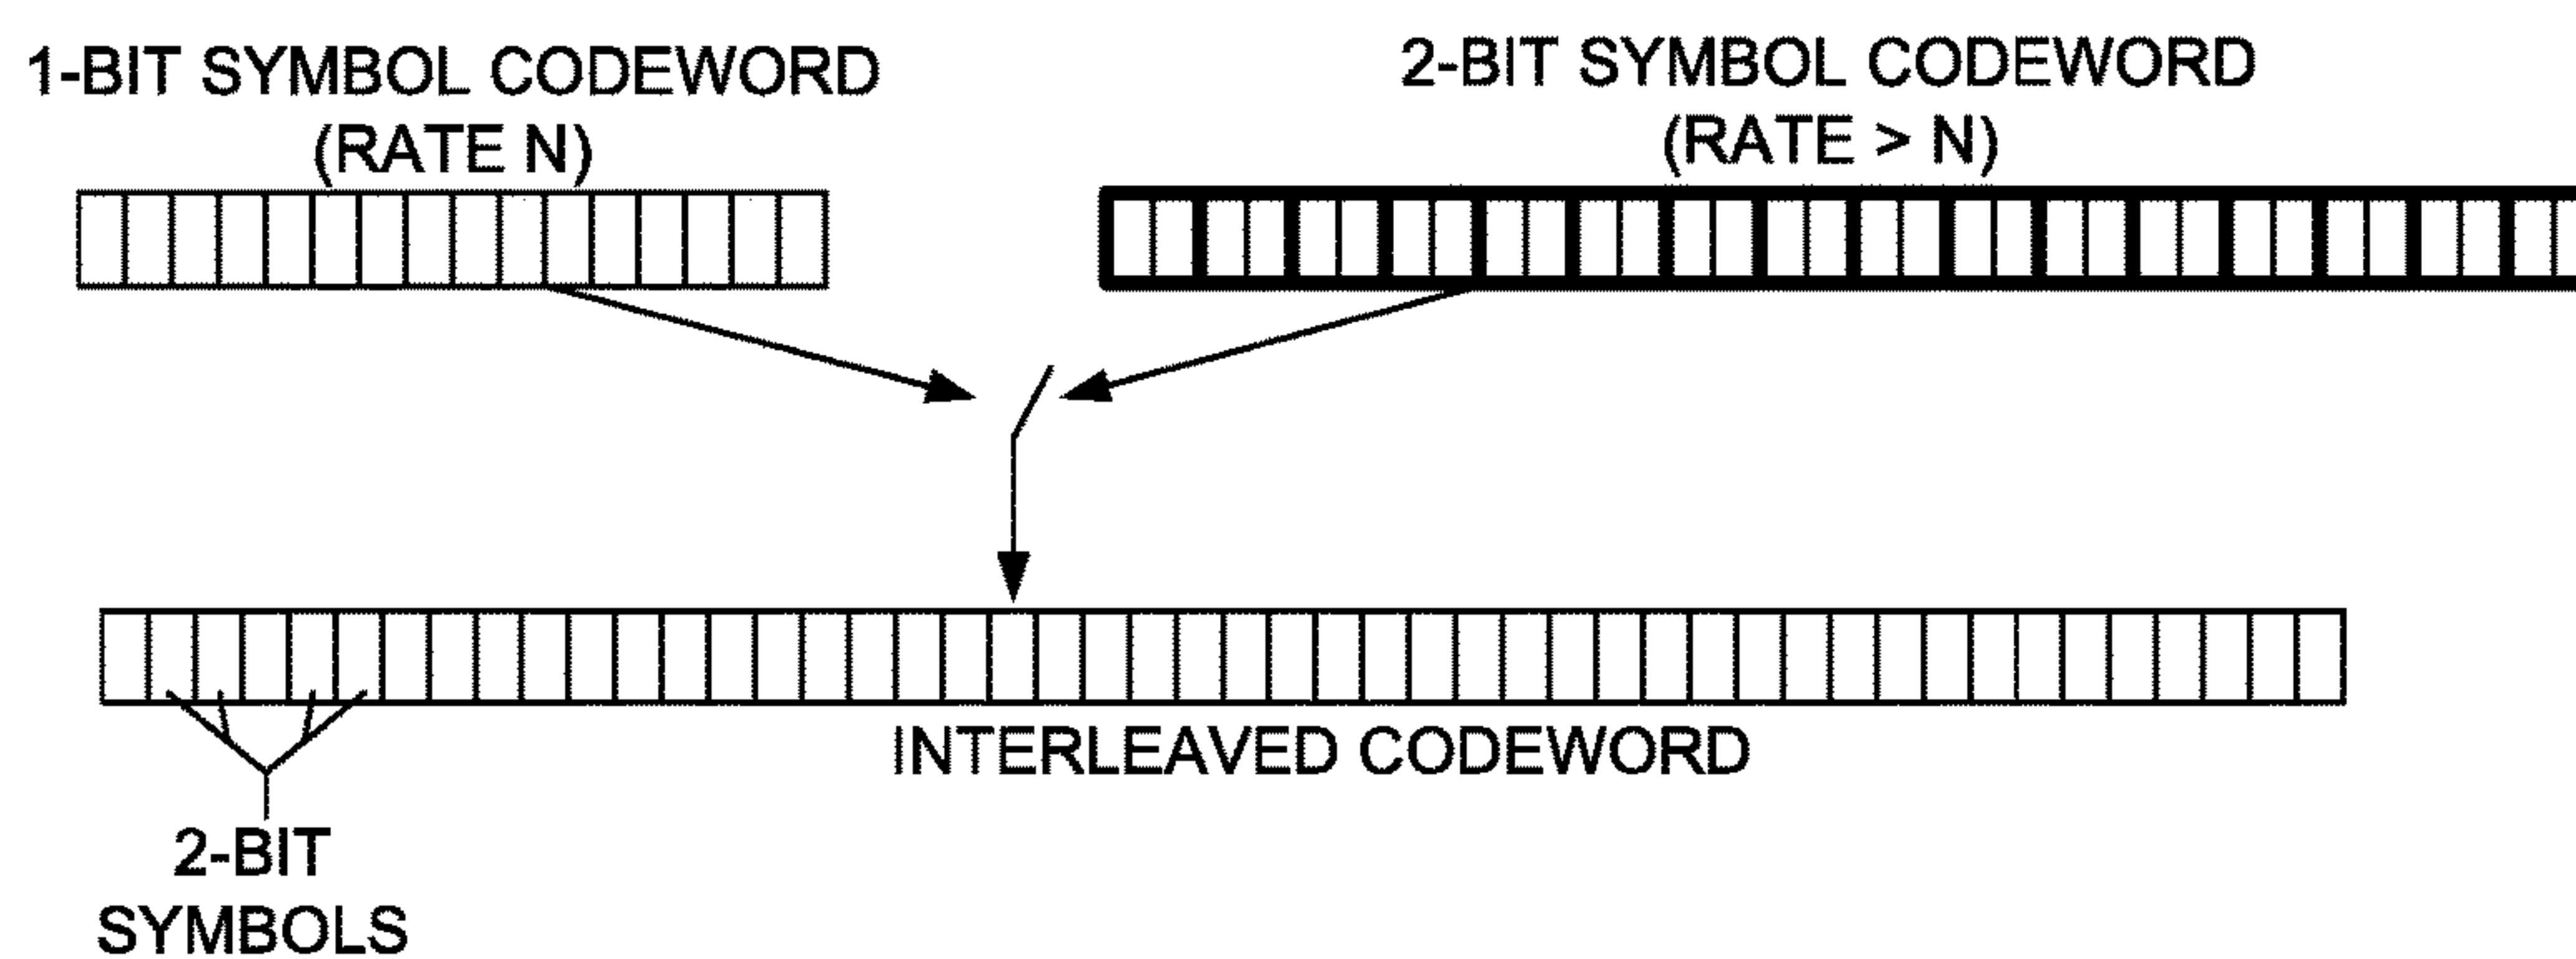 1-BIT SYMBOL CODEWORD
(RATE N)
2-BIT SYMBOL CODEWORD
(RATE > N)
INTERLEAVED CODEWORD
2-BIT
SYMBOLS